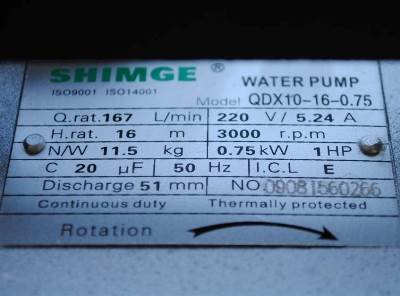 SHIMGE ® WATER PUMP
ISO9001 ISO14001 Model QDX10-16-0.75
Q.rat. 167 L/min 220 V / 5.24 A
H.rat. 16 m 3000 r.p.m
N/W 11.5 kg 0.75 kW 1 HP
C 20 µF 50 Hz I.C.L E
Discharge 51 mm NO. 09081560266
Continuous duty Thermally protected
Rotation